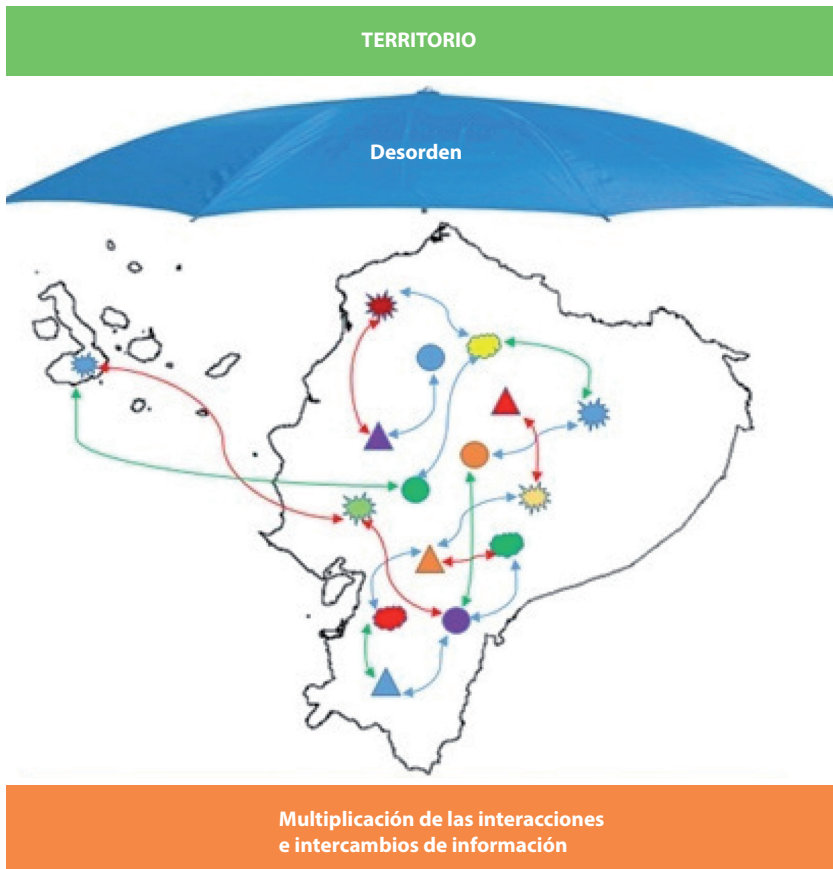 TERRITORIO
Desorden
Multiplicación de las interacciones
e intercambios de información